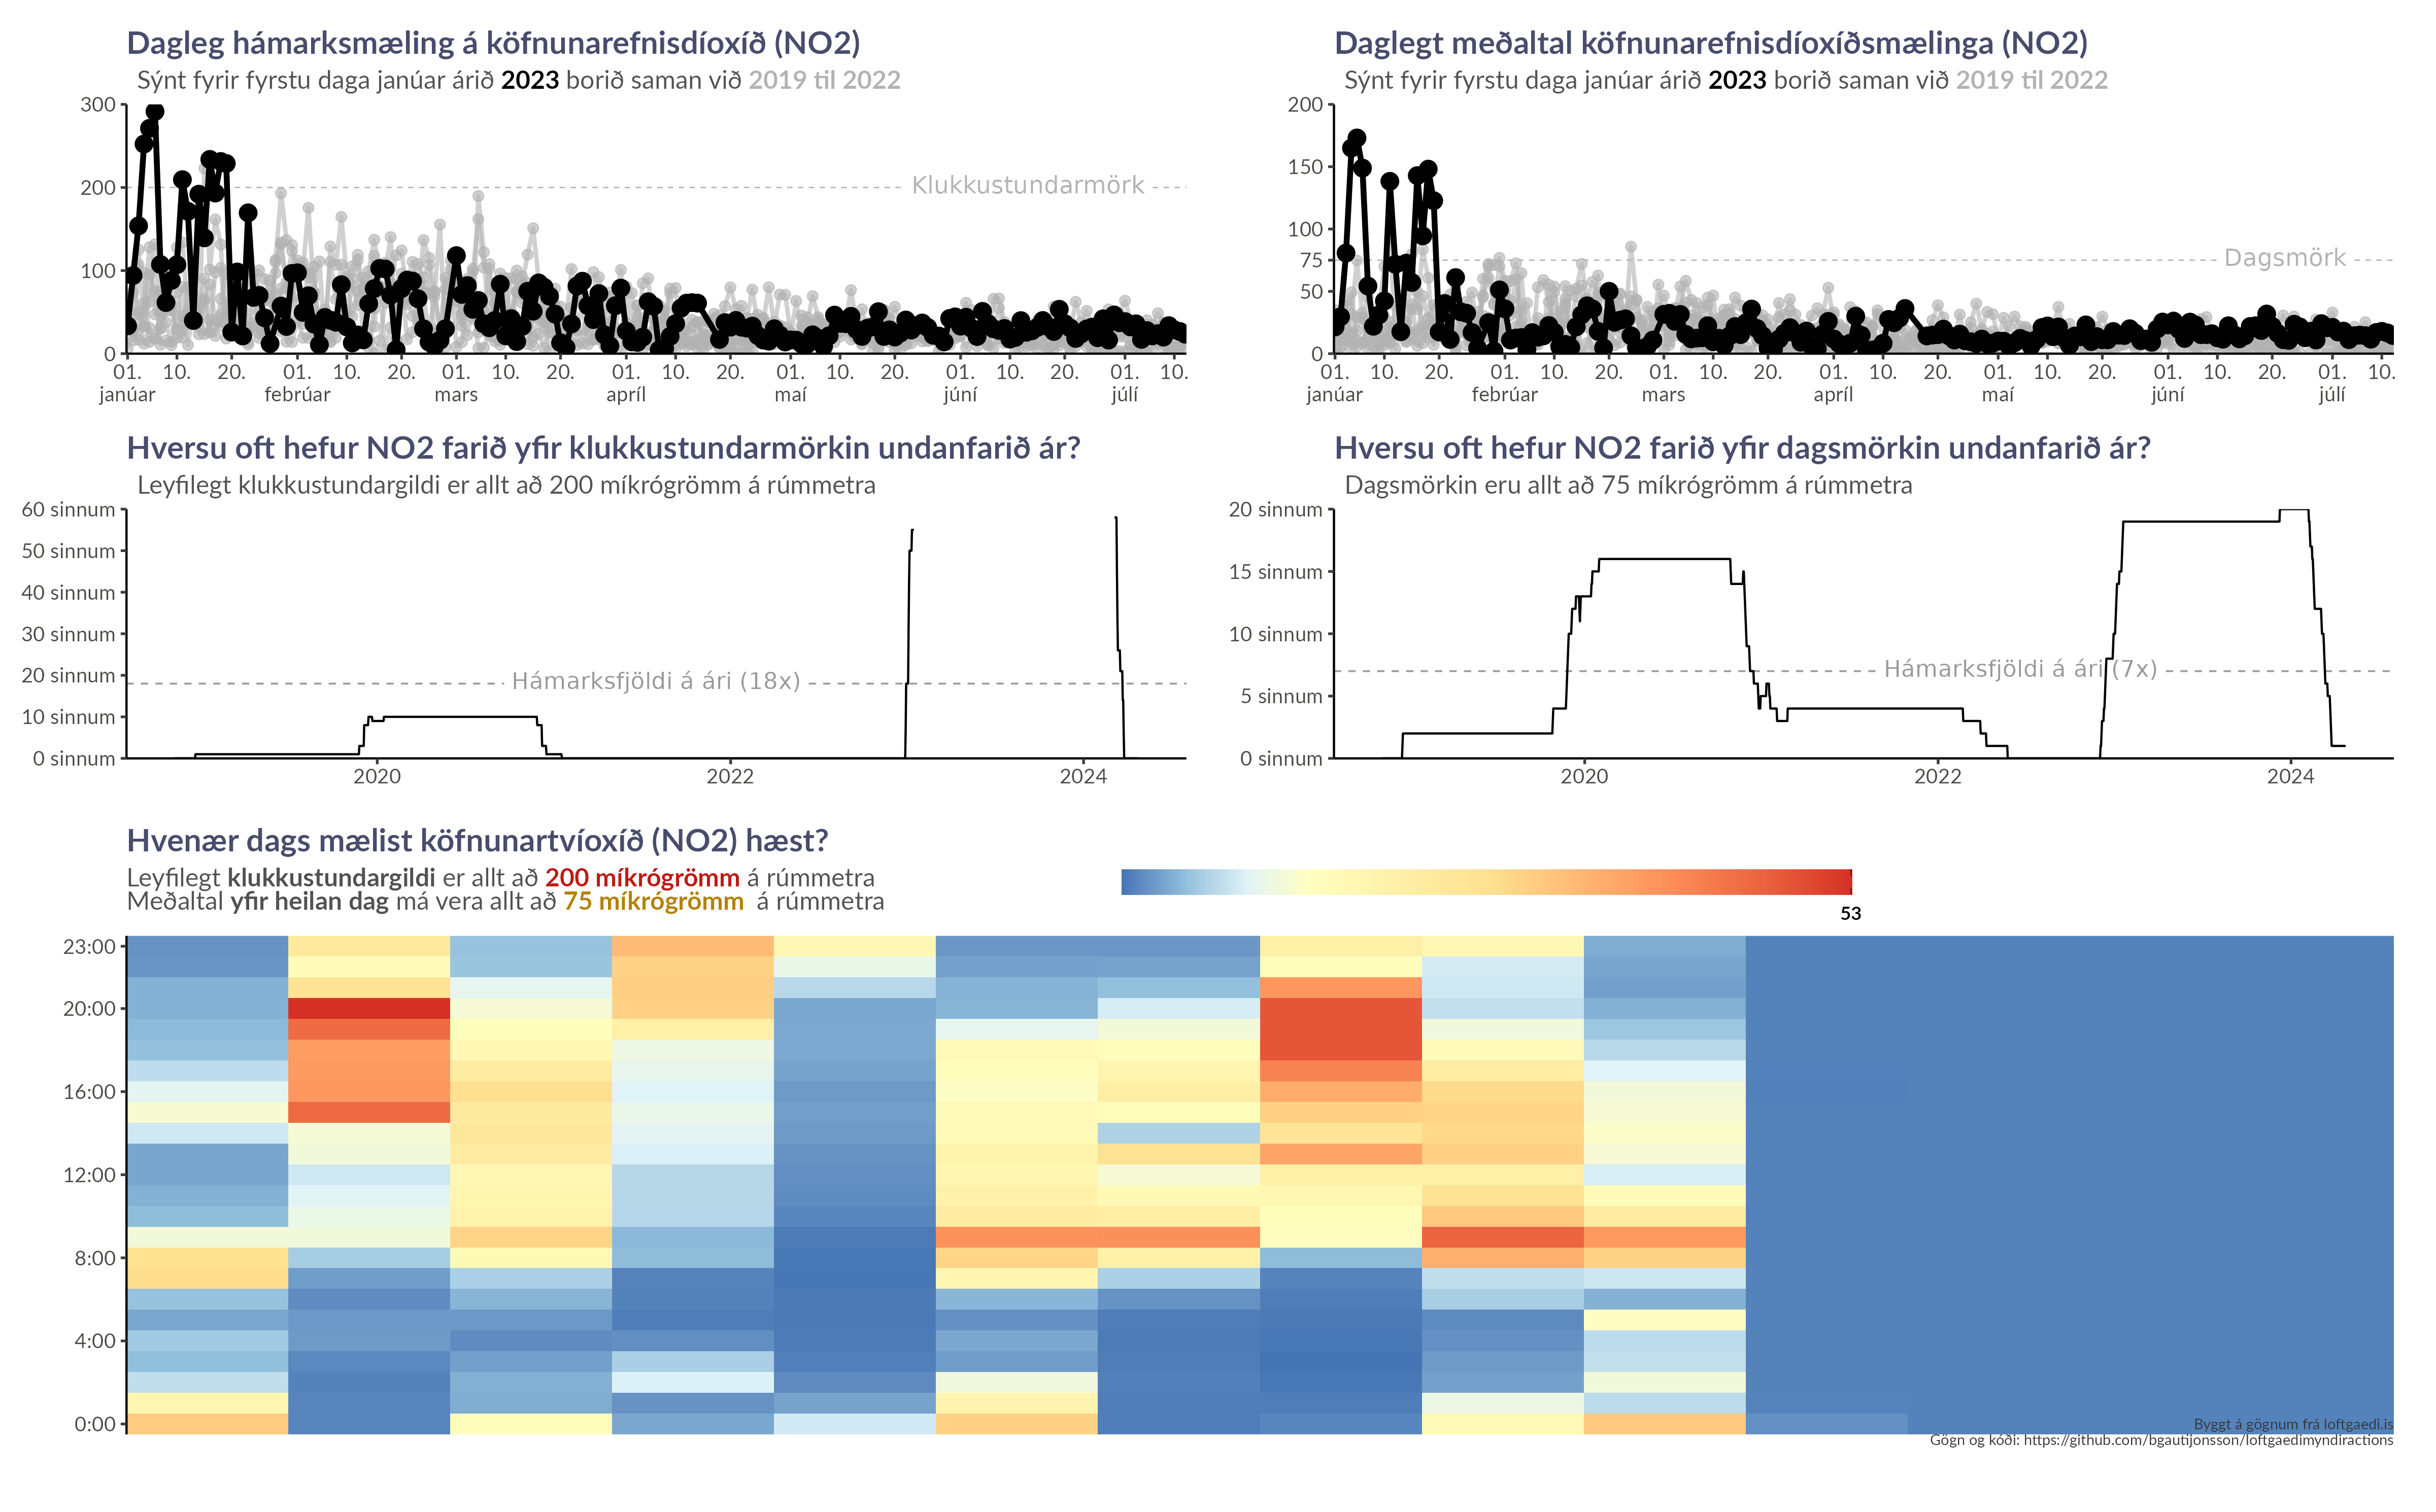 Dagleg hámarksmæling á köfnunarefnisdíoxíð (NO2)
Sýnt fyrir fyrstu daga janúar árið 2023 borið saman við 2019 til 2022
300
200
100
0
Klukkustundarmörk
01. 10. 20. 01. 10. 20. 01. 10. 20. 01. 10. 20. 01. 10. 20. 01. 10. 20. 01. 10.
janúar febrúar mars apríl maí júní júlí
Daglegt meðaltal köfnunarefnisdíoxíðsmælinga (NO2)
Sýnt fyrir fyrstu daga janúar árið 2023 borið saman við 2019 til 2022
200
150
100
75
50
0
Dagsmörk
01. 10. 20. 01. 10. 20. 01. 10. 20. 01. 10. 20. 01. 10. 20. 01. 10. 20. 01. 10.
janúar febrúar mars apríl maí júní júlí
Hversu oft hefur NO2 farið yfir klukkustundarmörkin undanfarið ár?
Leyfilegt klukkustundargildi er allt að 200 míkrógrömm á rúmmetra
60 sinnum
50 sinnum
40 sinnum
30 sinnum
20 sinnum
10 sinnum
0 sinnum
Hámarksfjöldi á ári (18x)
2020 2022 2024
Hversu oft hefur NO2 farið yfir dagsmörkin undanfarið ár?
Dagsmörkin eru allt að 75 míkrógrömm á rúmmetra
20 sinnum
15 sinnum
10 sinnum
5 sinnum
0 sinnum
Hámarksfjöldi á ári (7x)
2020 2022 2024
Hvenær dags mælist köfnunartvíoxíð (NO2) hæst?
Leyfilegt klukkustundargildi er allt að 200 míkrógrömm á rúmmetra
Meðaltal yfir heilan dag má vera allt að 75 míkrógrömm á rúmmetra
53
23:00
20:00
16:00
12:00
8:00
4:00
0:00
Byggt á gögnum frá loftgaedi.is
Gögn og kóði: https://github.com/bgautijonsson/loftgaedimyndiractions